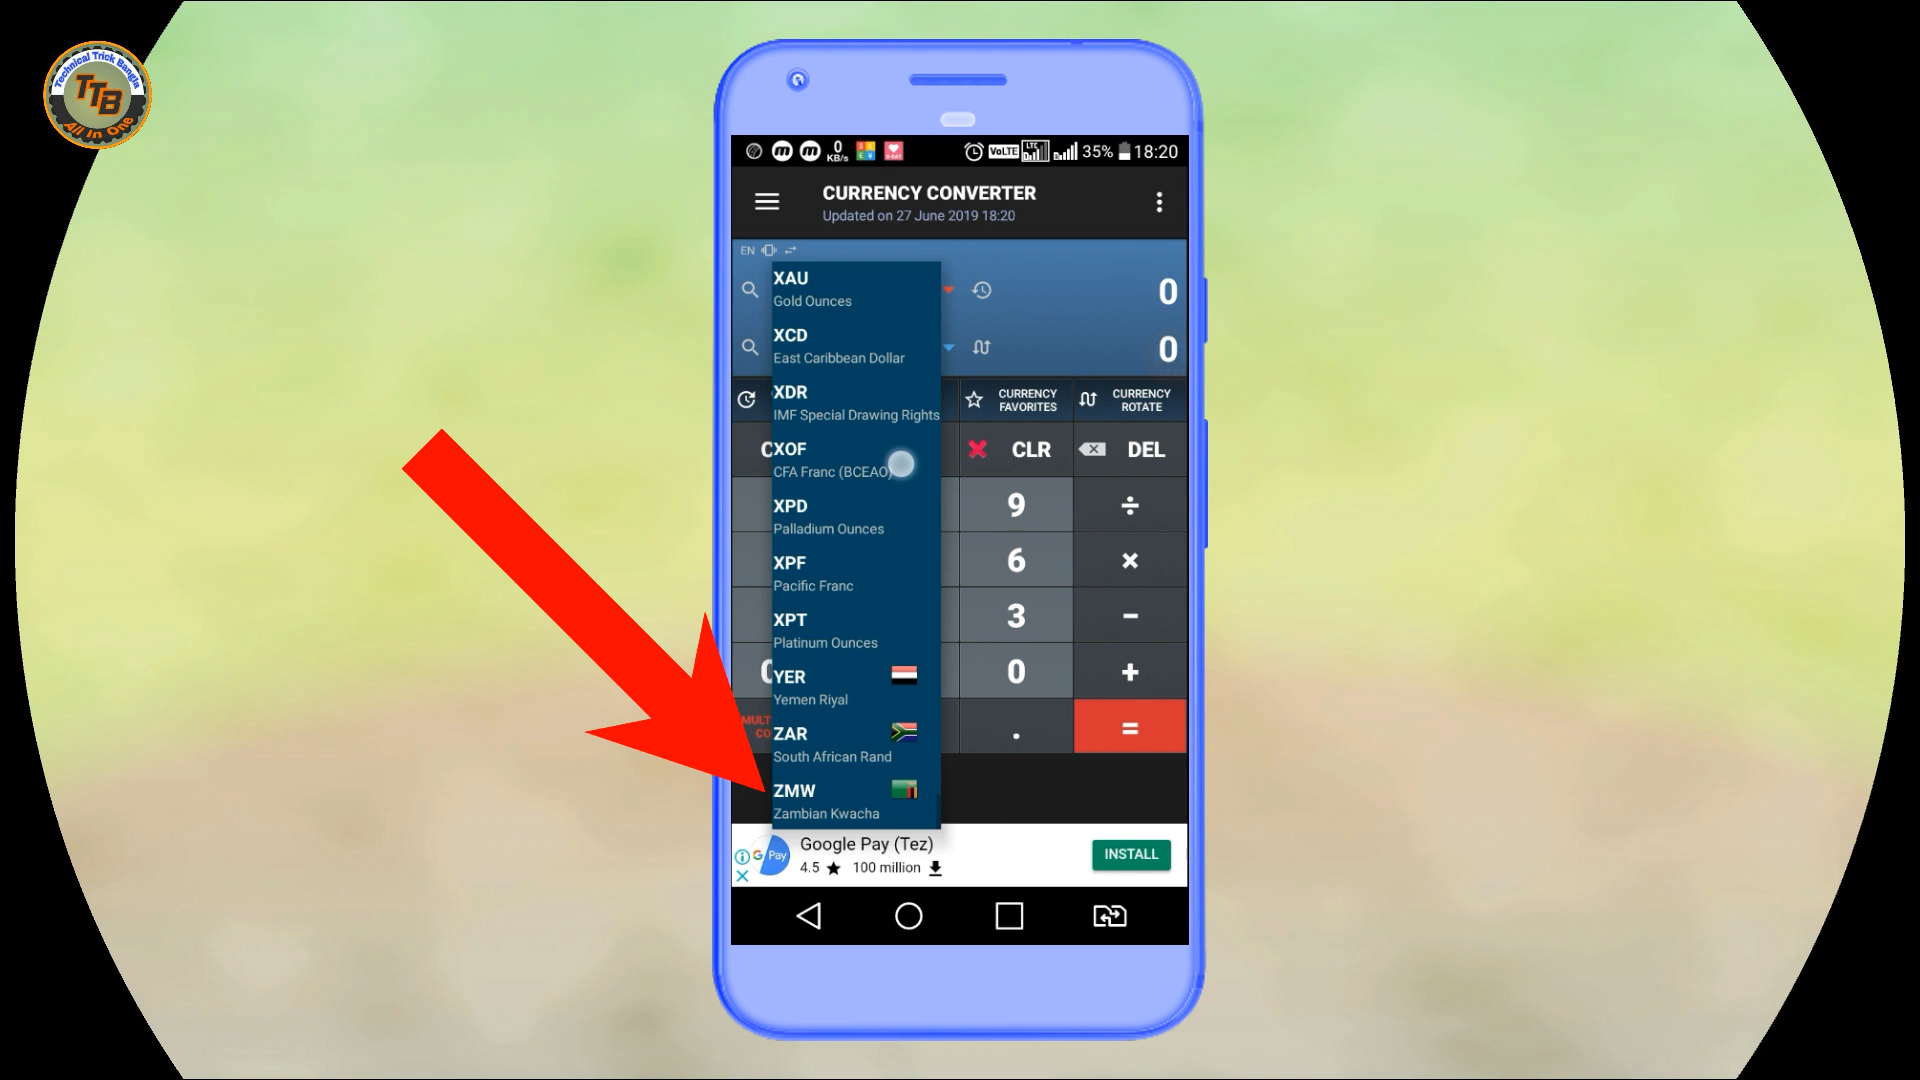 Technical Trick Bangla
TTB
All In One
0
KB/s
VoLTE
LTE
35%
18:20
CURRENCY CONVERTER
Updated on 27 June 2019 18:20
EN
XAU
Gold Ounces
0
XCD
East Caribbean Dollar
0
XDR
IMF Special Drawing Rights
CURRENCY
FAVORITES
CURRENCY
ROTATE
XOF
CFA Franc (BCEAO)
CLR
DEL
XPD
Palladium Ounces
9
÷
XPF
Pacific Franc
6
×
XPT
Platinum Ounces
3
−
YER
Yemen Riyal
0
+
ZAR
South African Rand
.
=
ZMW
Zambian Kwacha
G Pay
Google Pay (Tez)
4.5 ★ 100 million
INSTALL